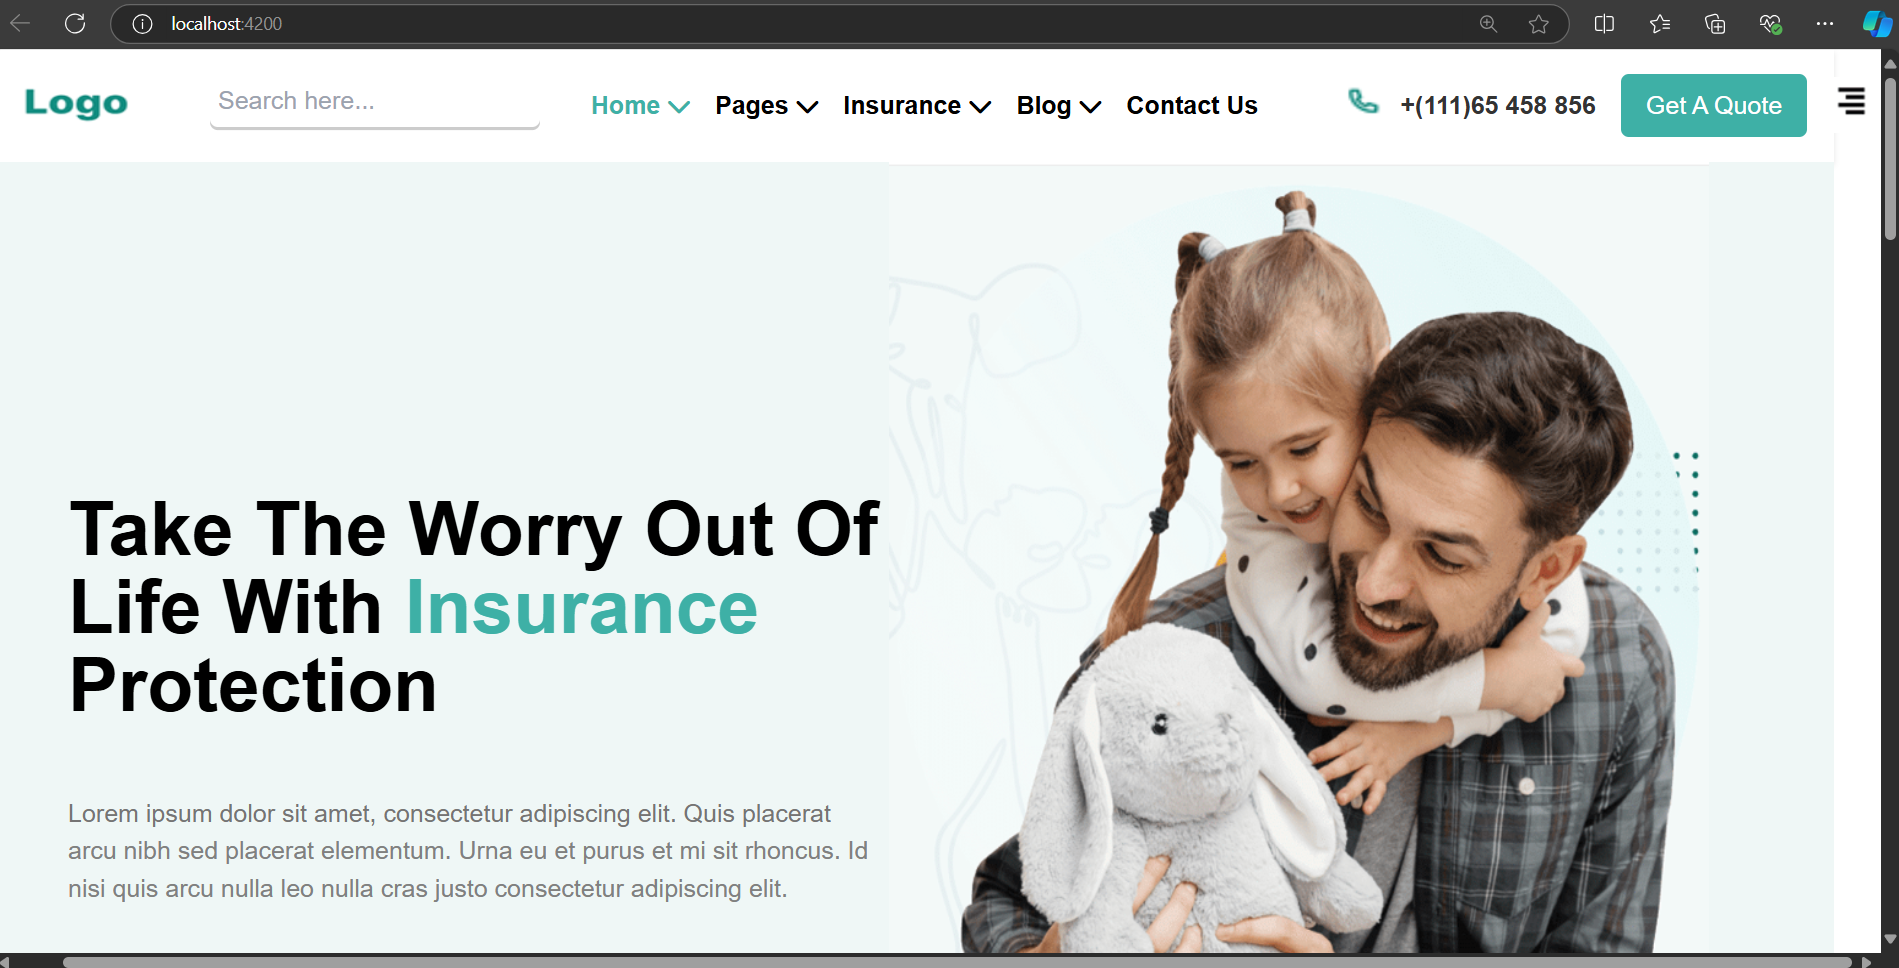 localhost:4200
Logo
Search here...
Home
Pages
Insurance
Blog
Contact Us
+(111)65 458 856
Get A Quote
Take The Worry Out Of
Life With Insurance
Protection
Lorem ipsum dolor sit amet, consectetur adipiscing elit. Quis placerat
arcu nibh sed placerat elementum. Urna eu et purus et mi sit rhoncus. Id
nisi quis arcu nulla leo nulla cras justo consectetur adipiscing elit.